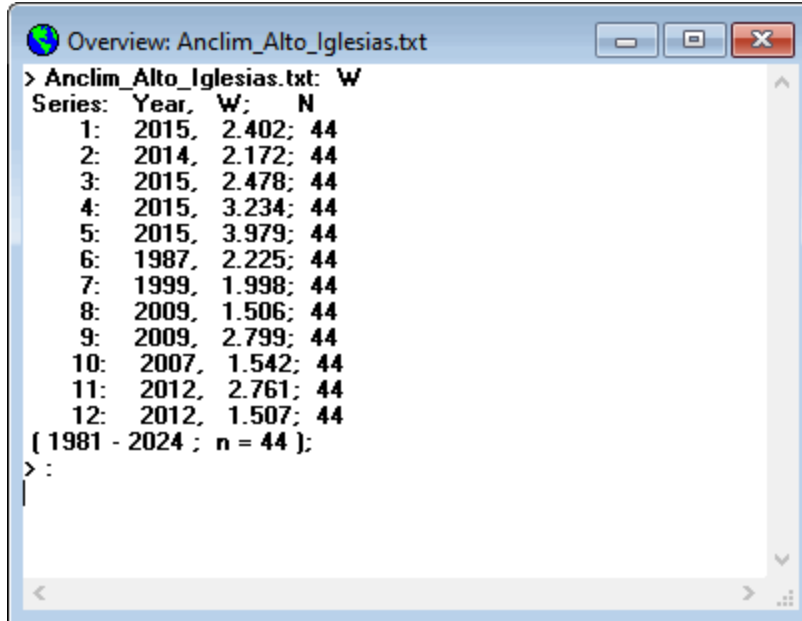 Overview: Anclim_Alto_Iglesias.txt
> Anclim_Alto_Iglesias.txt:  W
Series:   Year,   W;     N
1:   2015,   2.402;  44
2:   2014,   2.172;  44
3:   2015,   2.478;  44
4:   2015,   3.234;  44
5:   2015,   3.979;  44
6:   1987,   2.225;  44
7:   1999,   1.998;  44
8:   2009,   1.506;  44
9:   2009,   2.799;  44
10:   2007,   1.542;  44
11:   2012,   2.761;  44
12:   2012,   1.507;  44
( 1981 - 2024 ;  n = 44 );
> :